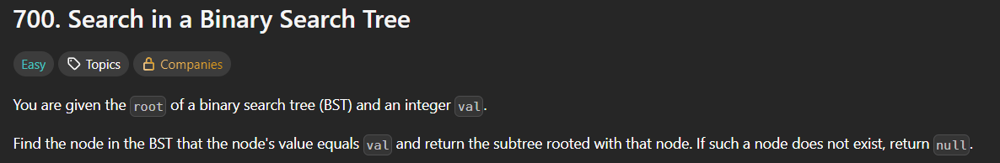 700. Search in a Binary Search Tree
Easy Topics Companies
You are given the root of a binary search tree (BST) and an integer val.
Find the node in the BST that the node's value equals val and return the subtree rooted with that node. If such a node does not exist, return null.